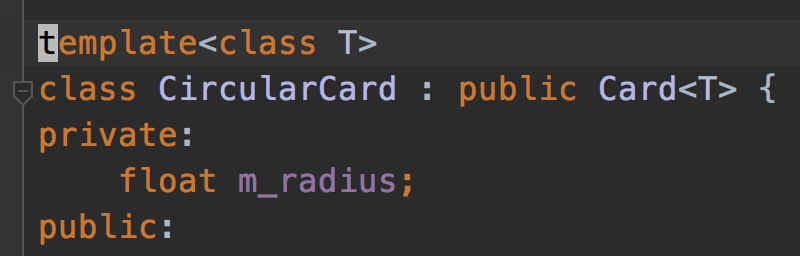 template<class T>
class CircularCard : public Card<T> {
private:
    float m_radius;
public: